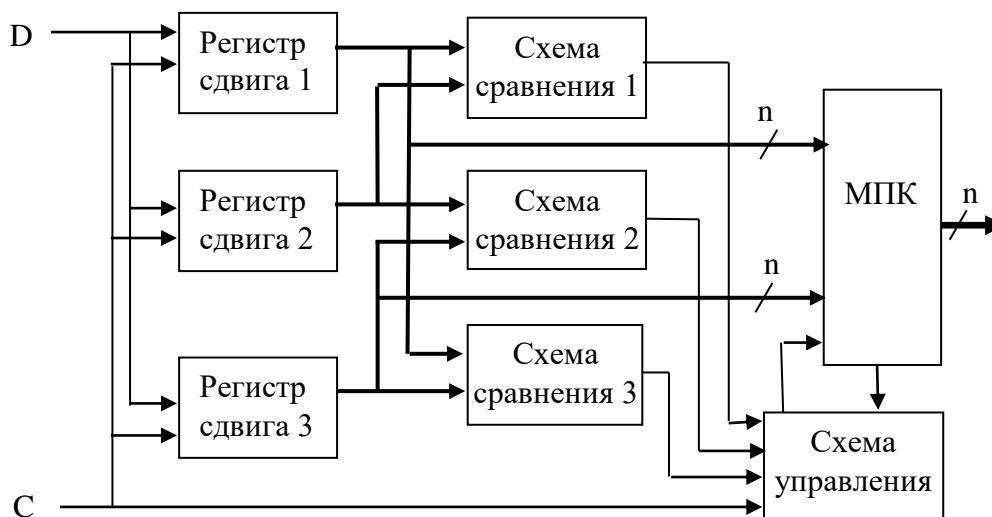 D
Регистр
сдвига 1
Схема
сравнения 1
n
МПК
n
Регистр
сдвига 2
Схема
сравнения 2
n
Регистр
сдвига 3
Схема
сравнения 3
Схема
управления
C